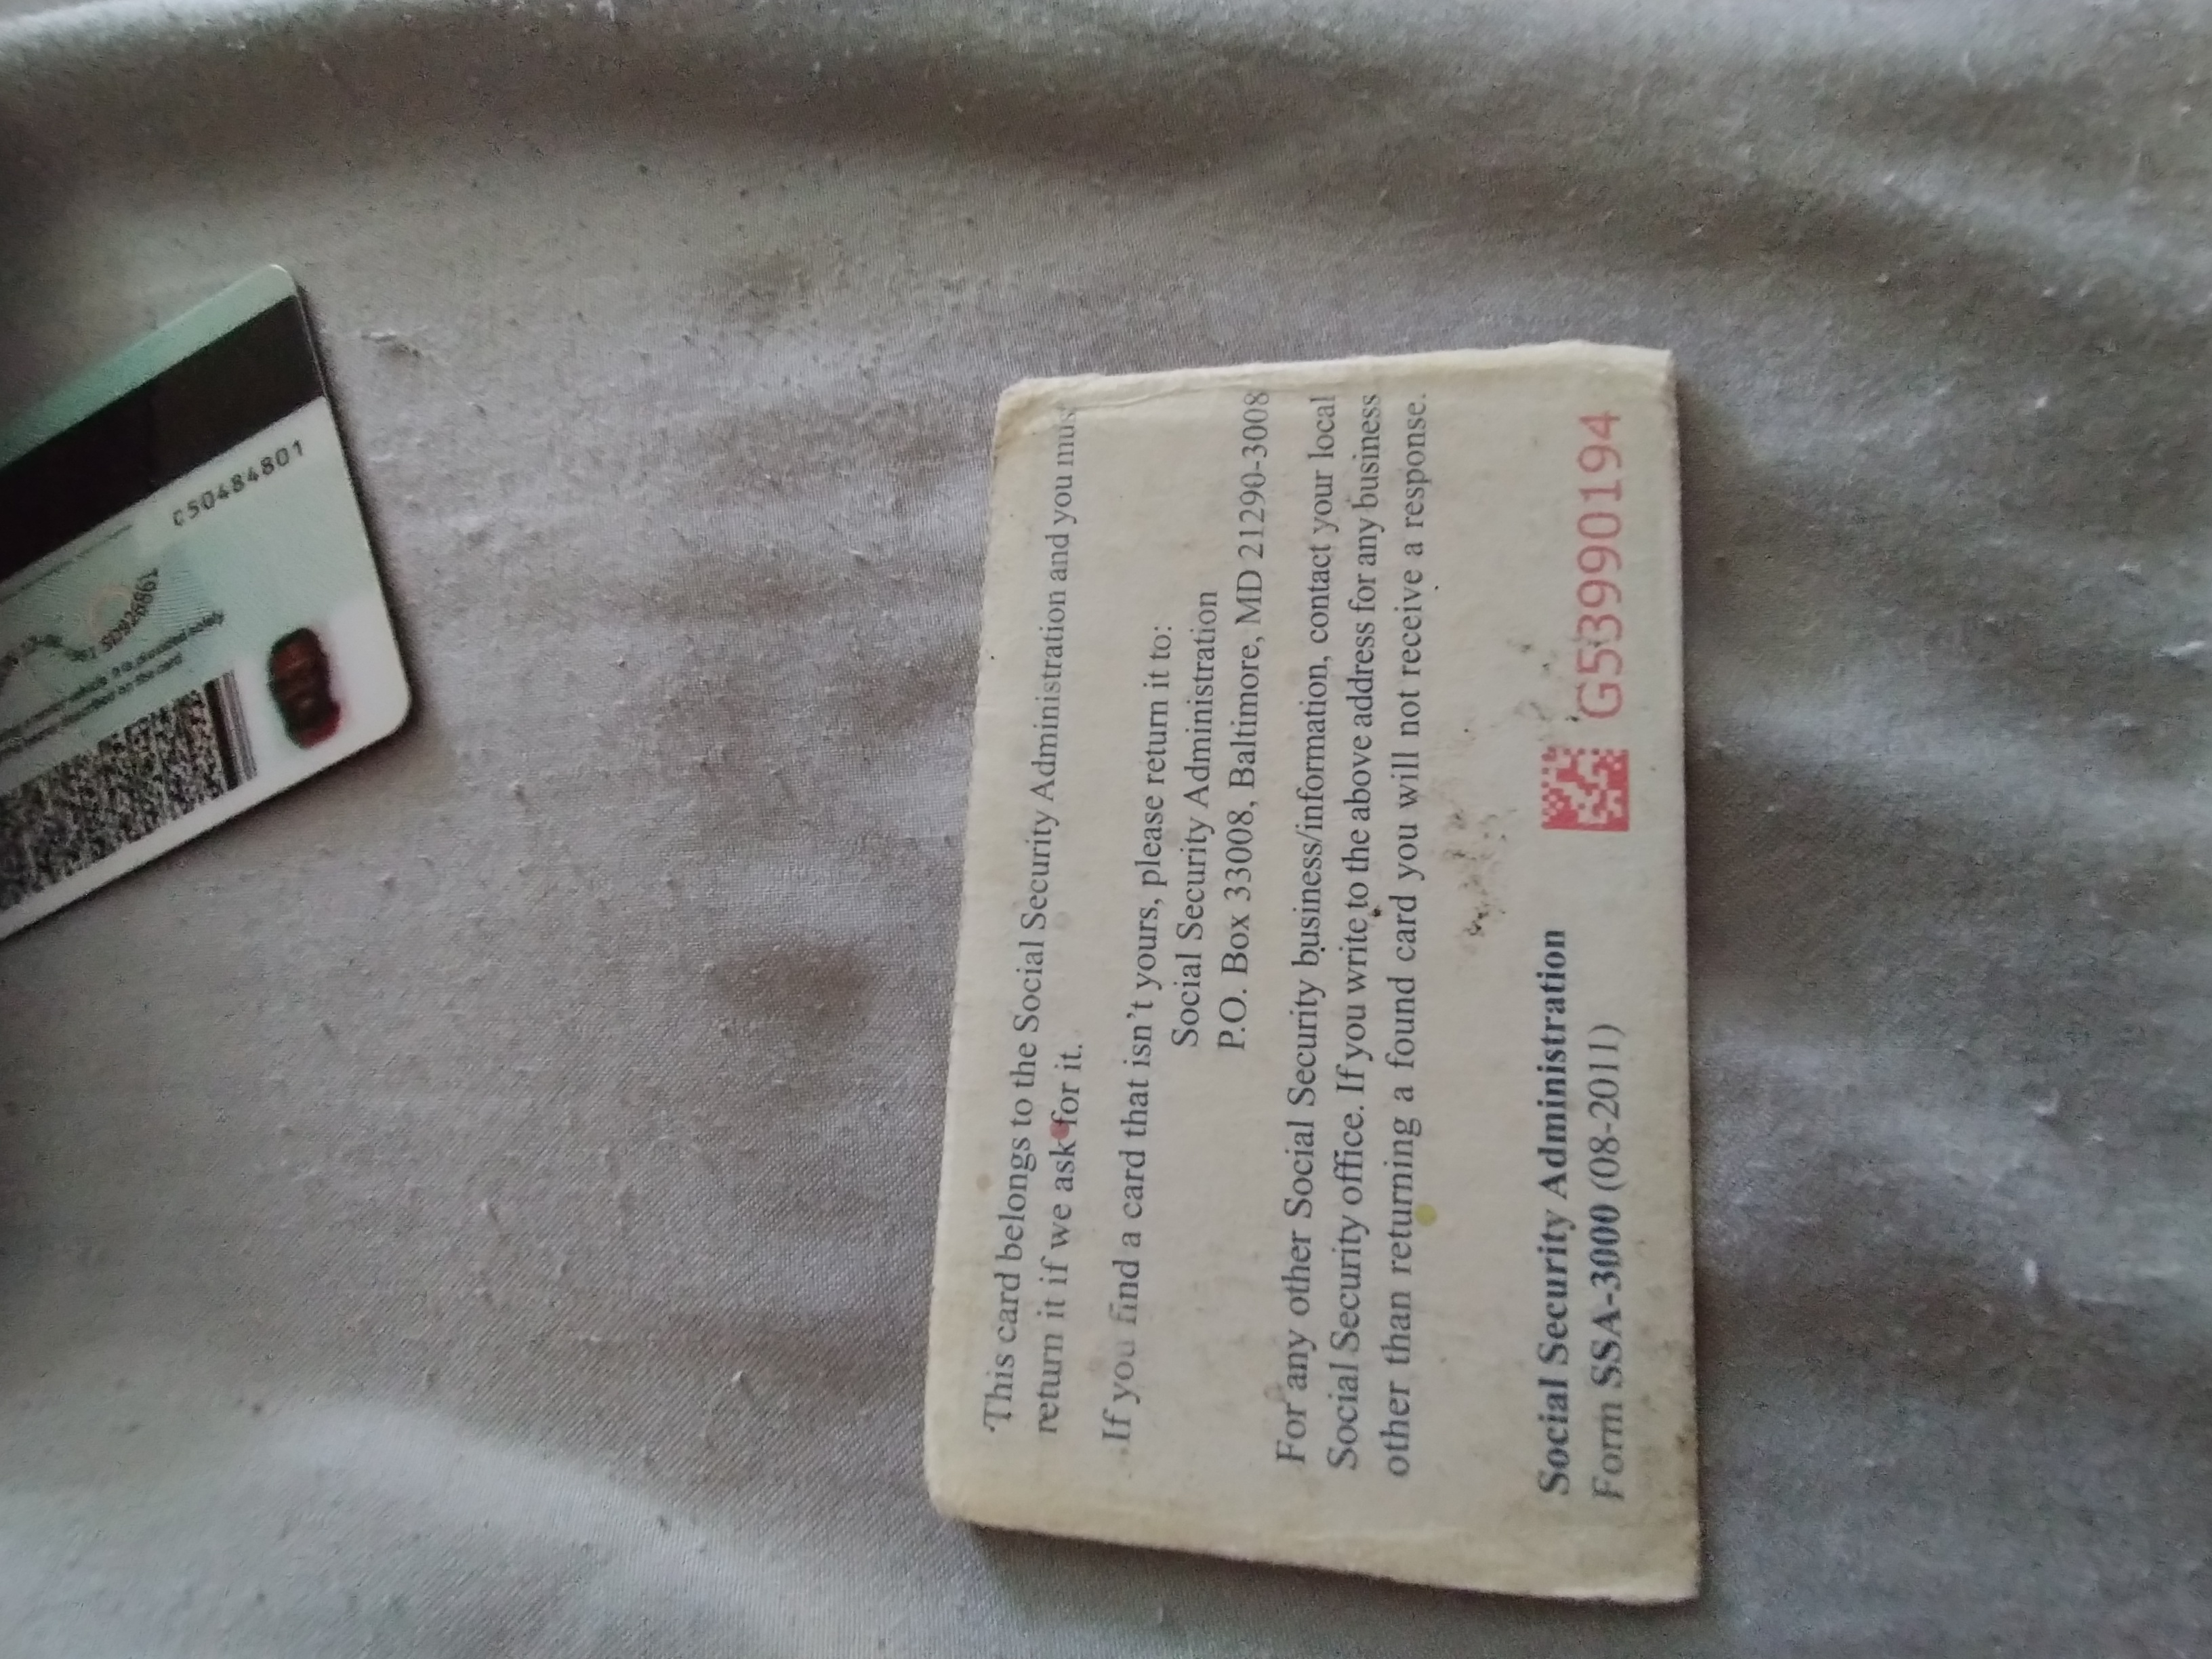 This card belongs to the Social Security Administration and you must
return it if we ask for it.
If you find a card that isn't yours, please return it to:
Social Security Administration
P.O. Box 33008, Baltimore, MD 21290-3008
For any other Social Security business/information, contact your local
Social Security office. If you write to the above address for any business
other than returning a found card you will not receive a response.
Social Security Administration
Form SSA-3000 (08-2011)
G53990194
c50484801